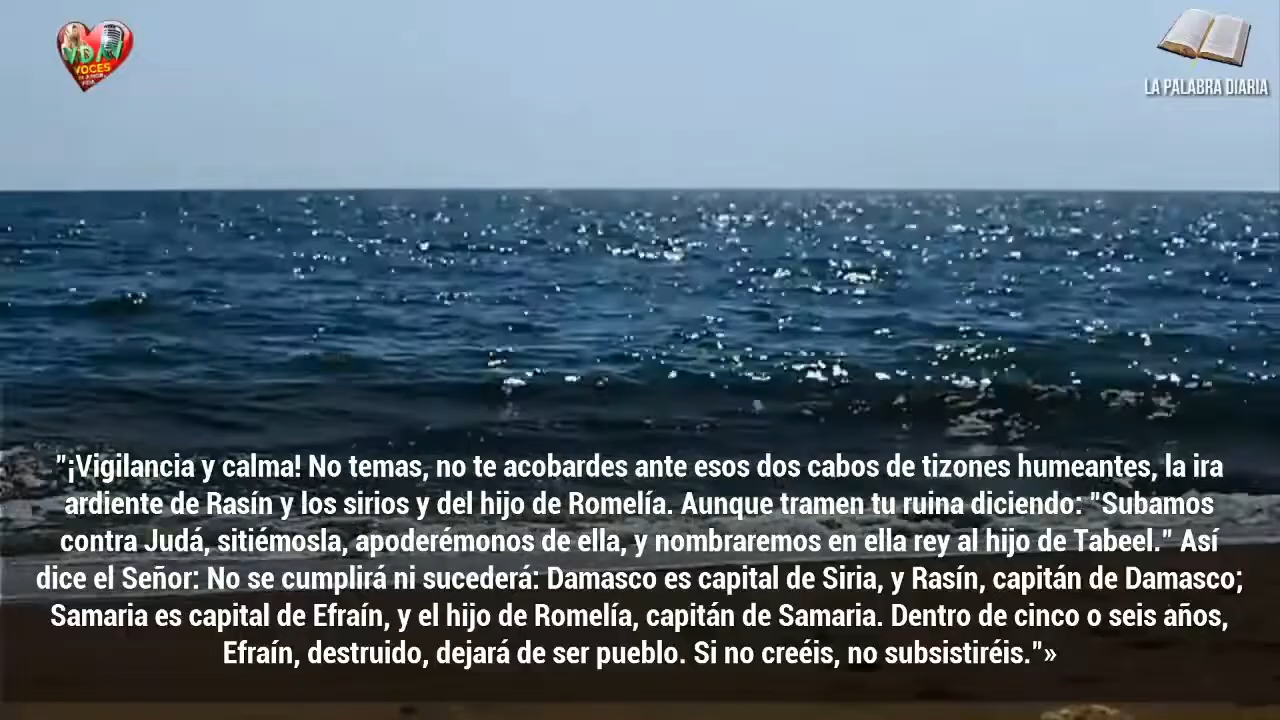 VDAV
VOCES
LA PALABRA DIARIA
"¡Vigilancia y calma! No temas, no te acobardes ante esos dos cabos de tizones humeantes, la ira
ardiente de Rasín y los sirios y del hijo de Romelía. Aunque tramen tu ruina diciendo: "Subamos
contra Judá, sitiémosla, apoderémonos de ella, y nombraremos en ella rey al hijo de Tabeel." Así
dice el Señor: No se cumplirá ni sucederá: Damasco es capital de Siria, y Rasín, capitán de Damasco;
Samaria es capital de Efraín, y el hijo de Romelía, capitán de Samaria. Dentro de cinco o seis años,
Efraín, destruido, dejará de ser pueblo. Si no creéis, no subsistiréis."»